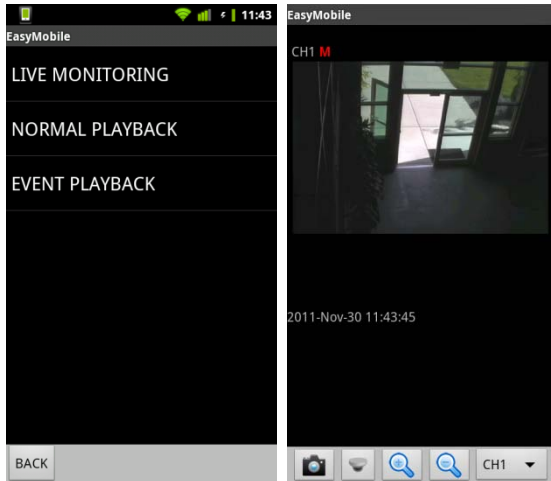 11:43
EasyMobile
LIVE MONITORING
NORMAL PLAYBACK
EVENT PLAYBACK
BACK
EasyMobile
CH1 M
2011-Nov-30 11:43:45
CH1